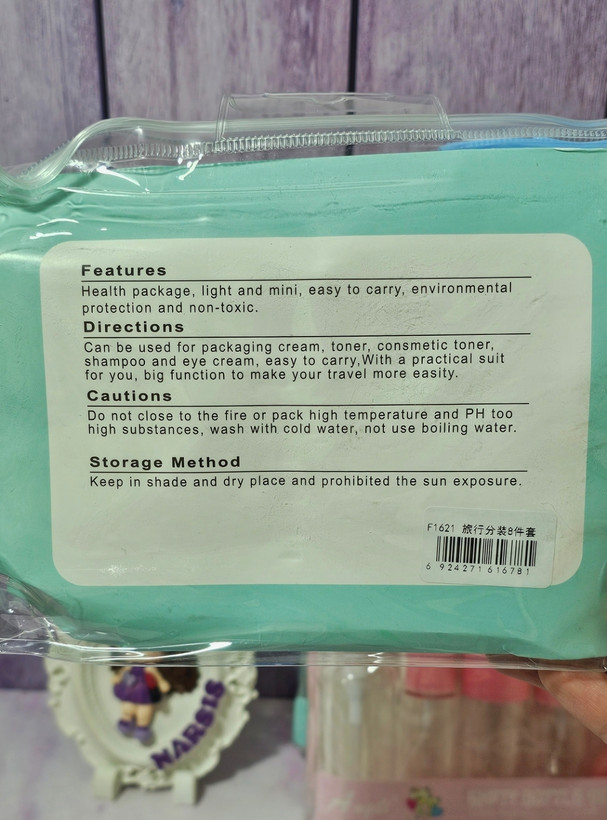 Features
Health package, light and mini, easy to carry, environmental
protection and non-toxic.
Directions
Can be used for packaging cream, toner, consmetic toner,
shampoo and eye cream, easy to carry,With a practical suit
for you, big function to make your travel more easity.
Cautions
Do not close to the fire or pack high temperature and PH too
high substances, wash with cold water, not use boiling water.
Storage Method
Keep in shade and dry place and prohibited the sun exposure.
F1621 旅行分装8件套
6 924271 616781
NARSIS